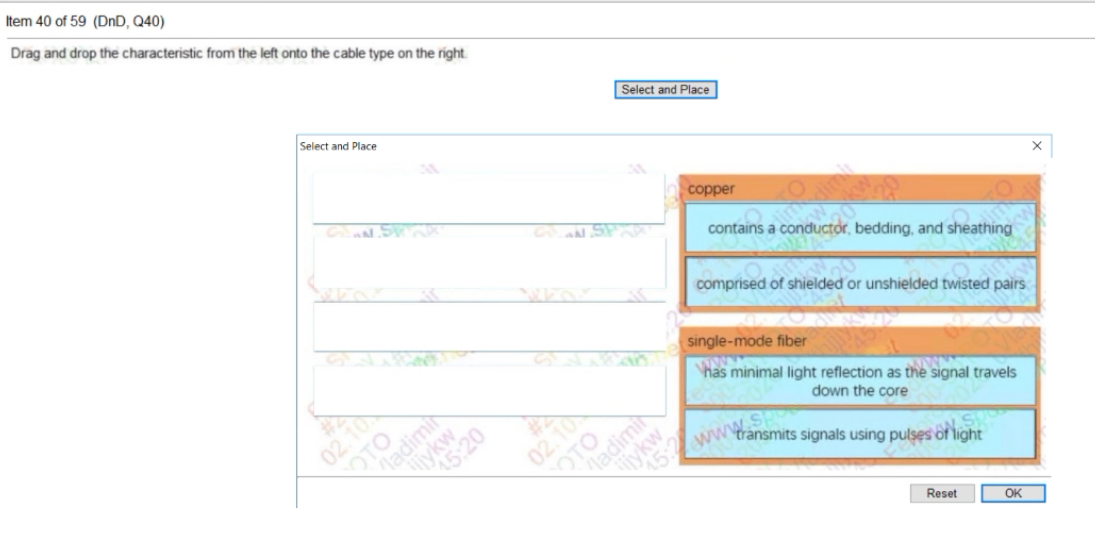 Item 40 of 59 (DnD, Q40)
Drag and drop the characteristic from the left onto the cable type on the right.
Select and Place
Select and Place
copper
contains a conductor, bedding, and sheathing
comprised of shielded or unshielded twisted pairs
single-mode fiber
has minimal light reflection as the signal travels
down the core
transmits signals using pulses of light
Reset OK